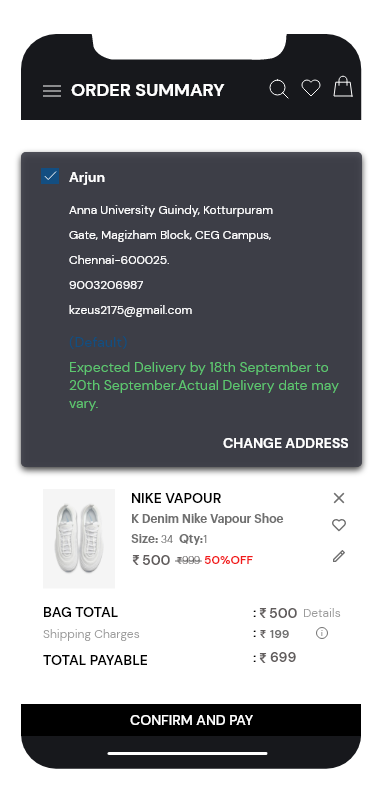 ORDER SUMMARY
Arjun
Anna University Guindy, Kotturpuram
Gate, Magizham Block, CEG Campus,
Chennai-600025.
9003206987
kzeus2175@gmail.com
Expected Delivery by 18th September to
20th September.Actual Delivery date may
vary.
CHANGE ADDRESS
NIKE VAPOUR
K Denim Nike Vapour Shoe
Size: 34 Qty:1
₹ 500 ₹999 50%OFF
BAG TOTAL : ₹ 500 Details
Shipping Charges : ₹ 199
TOTAL PAYABLE : ₹ 699
CONFIRM AND PAY